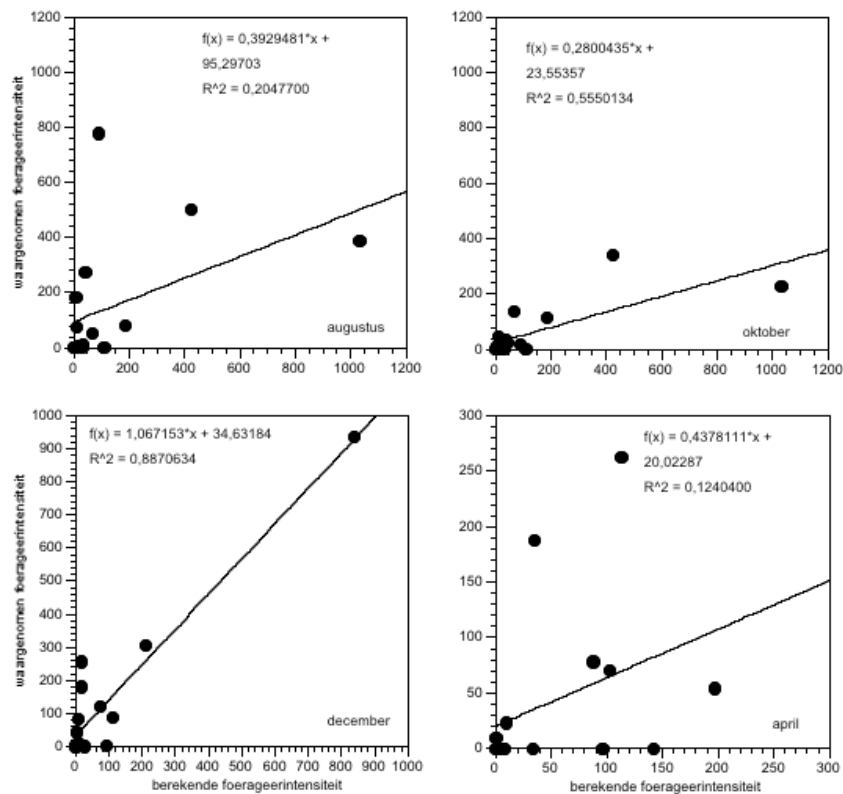 waargenomen foerageerintensiteit
1200
1000
800
600
400
200
0
f(x) = 0,3929481*x +
95,29703
R^2 = 0,2047700
augustus
0 200 400 600 800 1000 1200
1200
1000
800
600
400
200
0
f(x) = 0,2800435*x +
23,55357
R^2 = 0,5550134
oktober
0 200 400 600 800 1000 1200
waargenomen foerageerintensiteit
1000
900
800
700
600
500
400
300
200
100
0
f(x) = 1,067153*x + 34,63184
R^2 = 0,8870634
december
0 100 200 300 400 500 600 700 800 900 1000
berekende foerageerintensiteit
300
250
200
150
100
50
0
f(x) = 0,4378111*x +
20,02287
R^2 = 0,1240400
april
0 50 100 150 200 250 300
berekende foerageerintensiteit